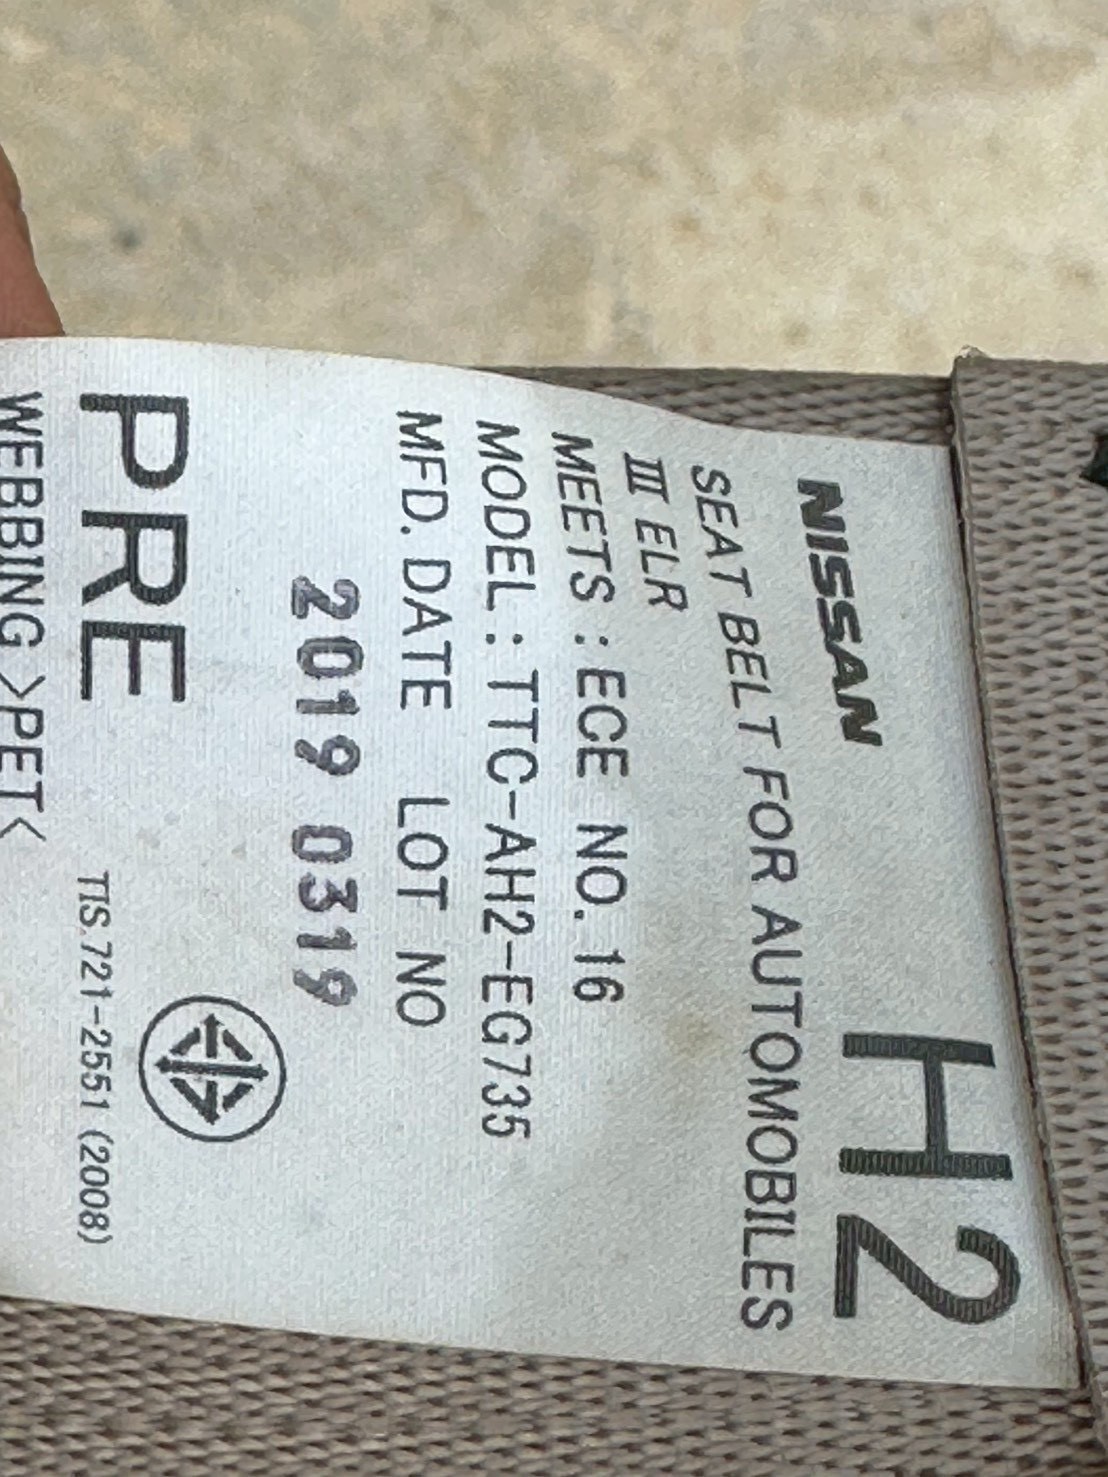 NISSAN H2
SEAT BELT FOR AUTOMOBILES
III ELR
MEETS : ECE NO. 16
MODEL : TTC-AH2-EG735
MFD. DATE LOT NO
2019 0319
PRE
TIS.721-2551 (2008)
WEBBING >PET<